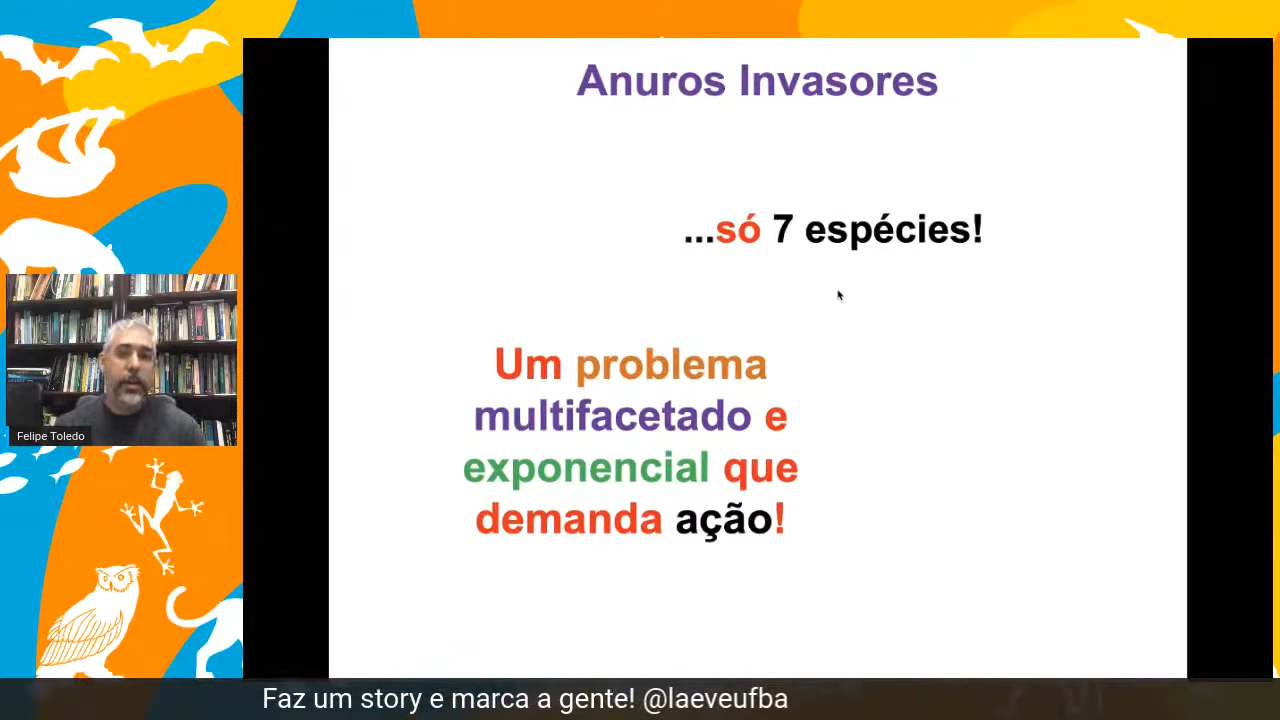 Anuros Invasores
...só 7 espécies!
Um problema
multifacetado e
exponencial que
demanda ação!
Felipe Toledo
Faz um story e marca a gente! @laeveufba